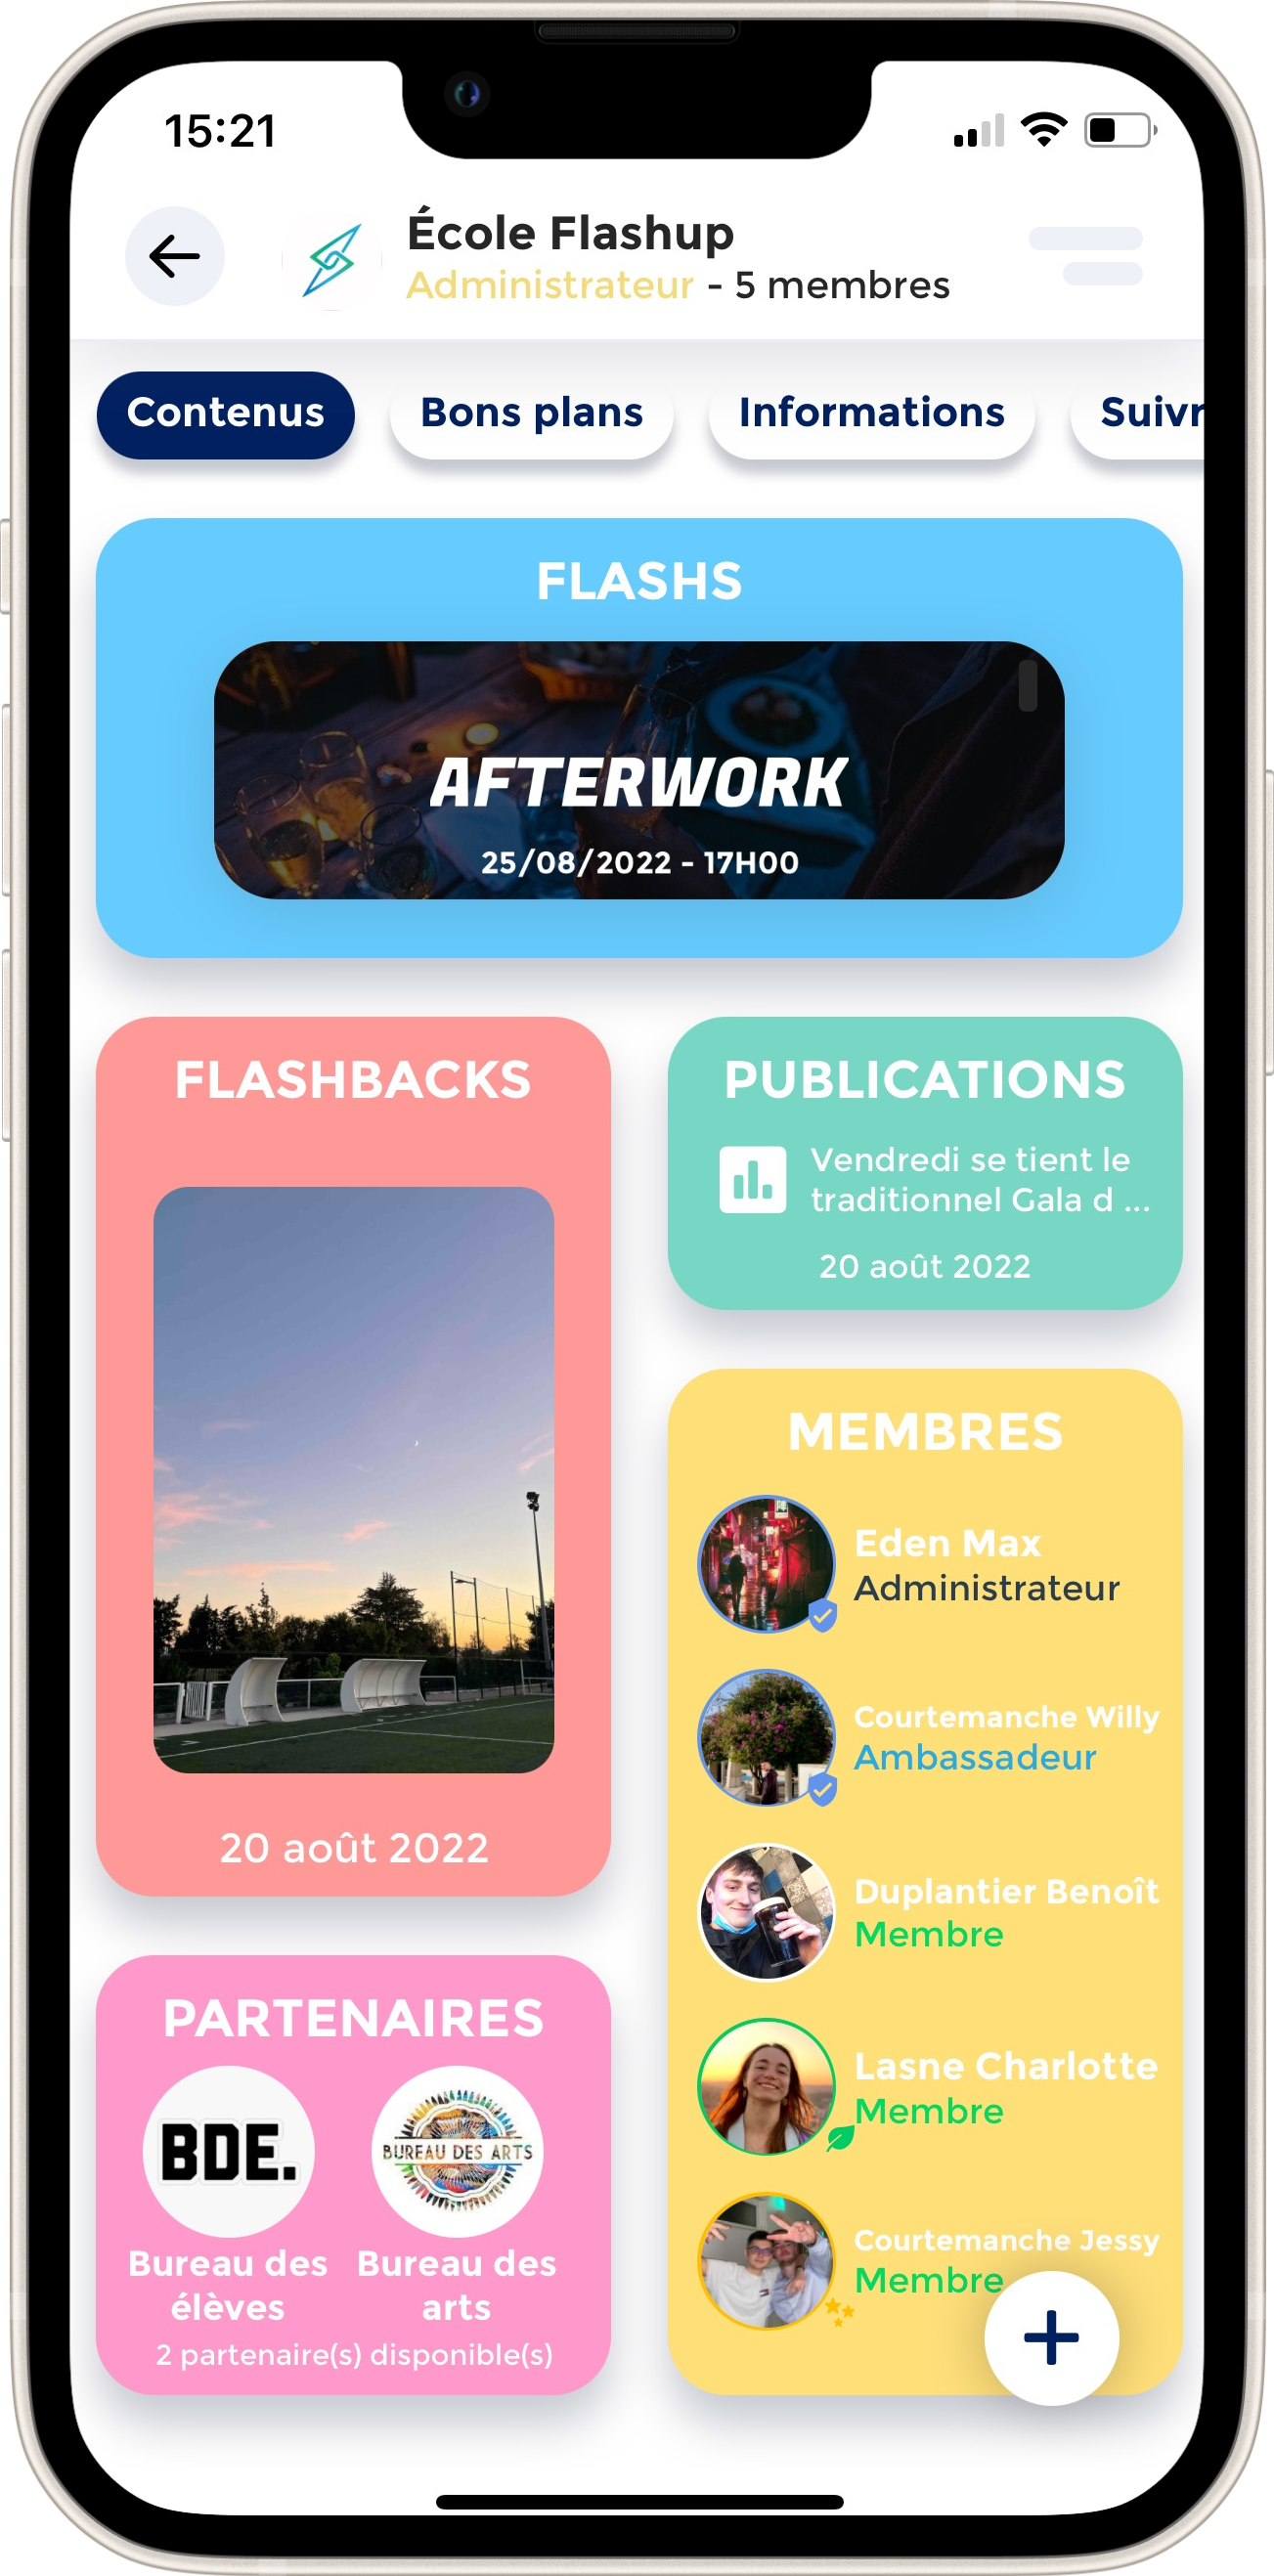 15:21
École Flashup
Administrateur - 5 membres
Contenus
Bons plans
Informations
Suivr
FLASHS
AFTERWORK
25/08/2022 - 17H00
FLASHBACKS
20 août 2022
PUBLICATIONS
Vendredi se tient le
traditionnel Gala d ...
20 août 2022
MEMBRES
Eden Max
Administrateur
Courtemanche Willy
Ambassadeur
Duplantier Benoît
Membre
Lasne Charlotte
Membre
Courtemanche Jessy
Membre
PARTENAIRES
BDE.
BUREAU DES ARTS
Bureau des
élèves
Bureau des
arts
2 partenaire(s) disponible(s)